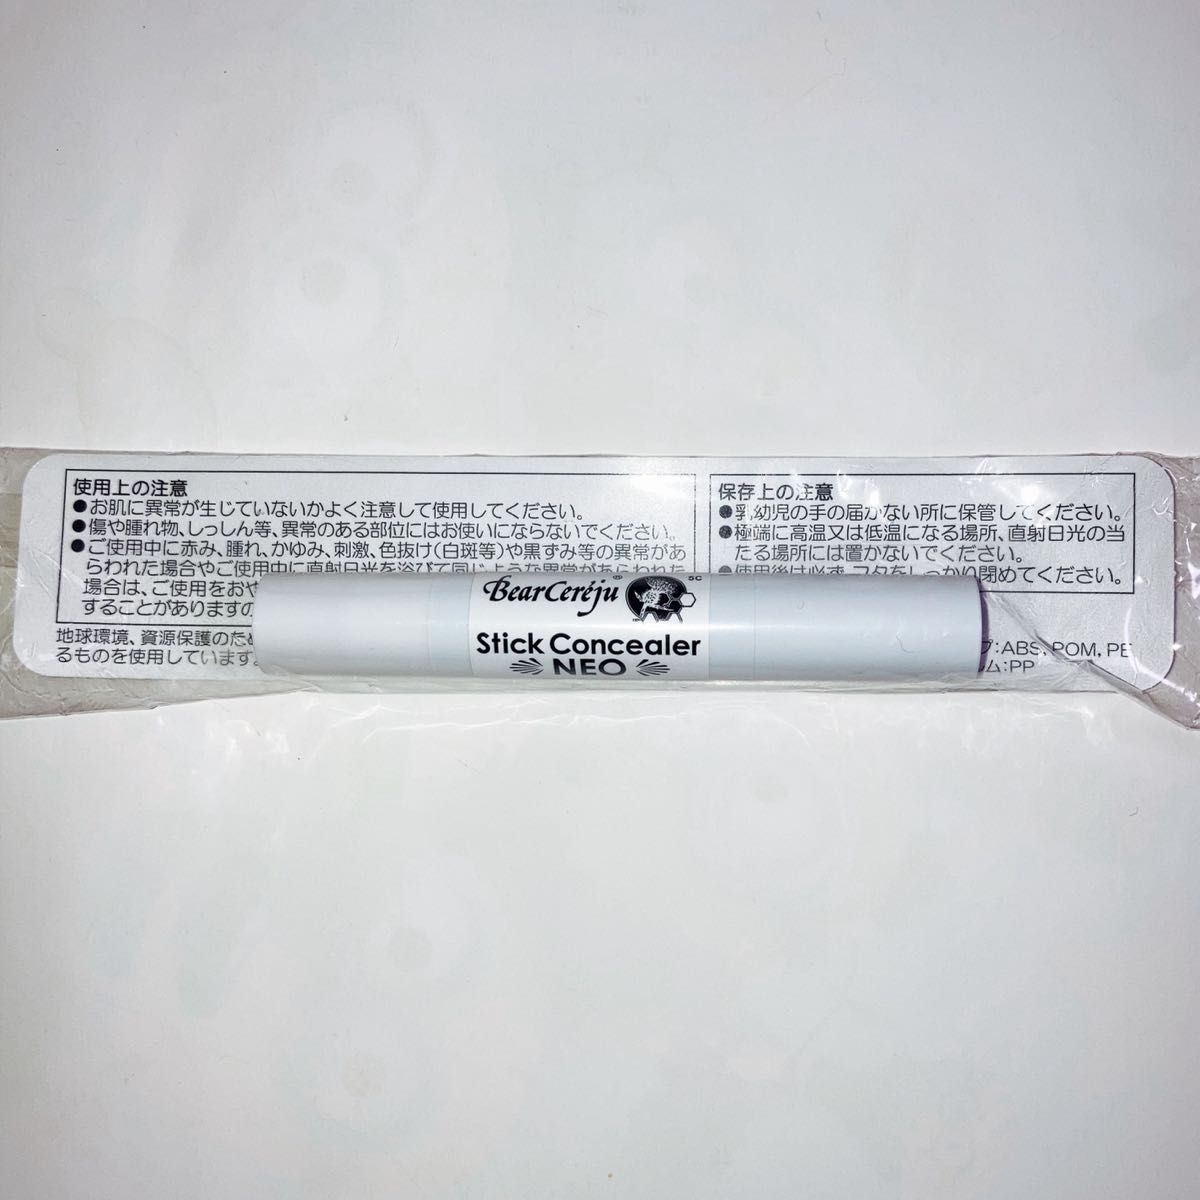 使用上の注意
●お肌に異常が生じていないかよく注意して使用してください。
●傷や腫れ物、しっしん等、異常のある部位にはお使いにならないでください。
●ご使用中に赤み、腫れ、かゆみ、刺激、色抜け(白斑等)や黒ずみ等の異常があ
らわれた場合やご使用中に直射日光を浴びて同じような異常があらわれた
場合は、ご使用をおや
することがありますの
地球環境、資源保護のため
るものを使用しています。
保存上の注意
●乳幼児の手の届かない所に保管してください。
●極端に高温又は低温になる場所、直射日光の当
たる場所には置かないでください。
●使用後は必ずフタをしっかり閉めてください。
プ:ABS, POM, PE
ム:PP
BearCeréju®
SC
Stick Concealer
NEO